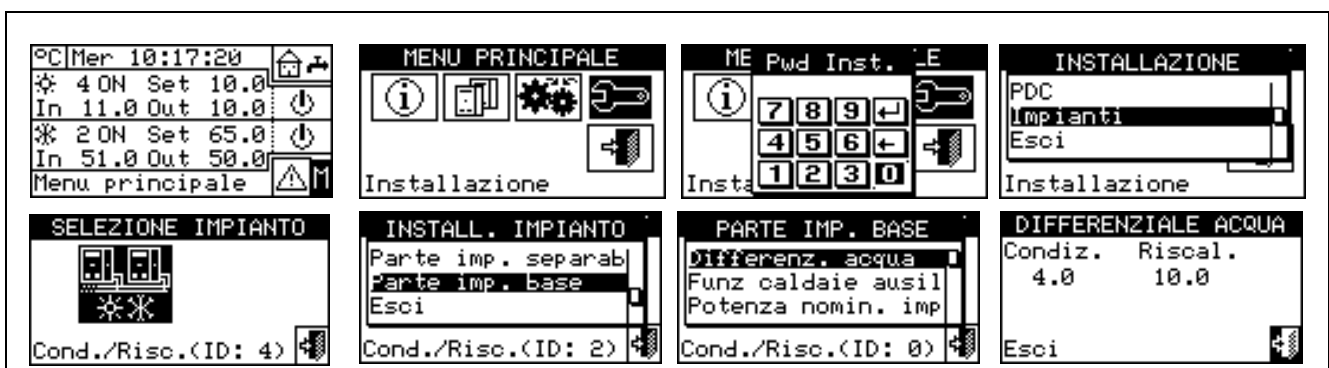 °C Mer 10:17:20
4 ON Set 10.0
In 11.0 Out 10.0
2 ON Set 65.0
In 51.0 Out 50.0
Menu principale M
MENU PRINCIPALE
i
Installazione
ME Pwd Inst. LE
i
7 8 9
4 5 6
1 2 3 0
Insta
INSTALLAZIONE
PDC
Impianti
Esci
Installazione
SELEZIONE IMPIANTO
Cond./Risc.(ID: 4)
INSTALL. IMPIANTO
Parte imp. separab
Parte imp. base
Esci
Cond./Risc.(ID: 2)
PARTE IMP. BASE
Differenz. acqua
Funz caldaie ausil
Potenza nomin. imp
Cond./Risc.(ID: 0)
DIFFERENZIALE ACQUA
Condiz. Riscal.
4.0 10.0
Esci